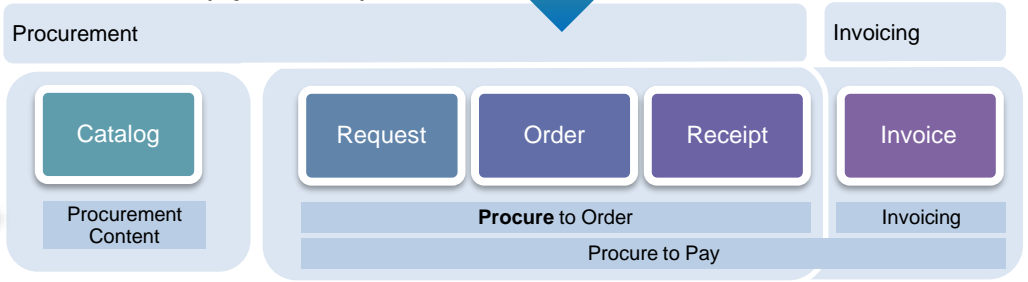 Procurement
Invoicing
Catalog
Request
Order
Receipt
Invoice
Procurement
Content
Procure to Order
Invoicing
Procure to Pay